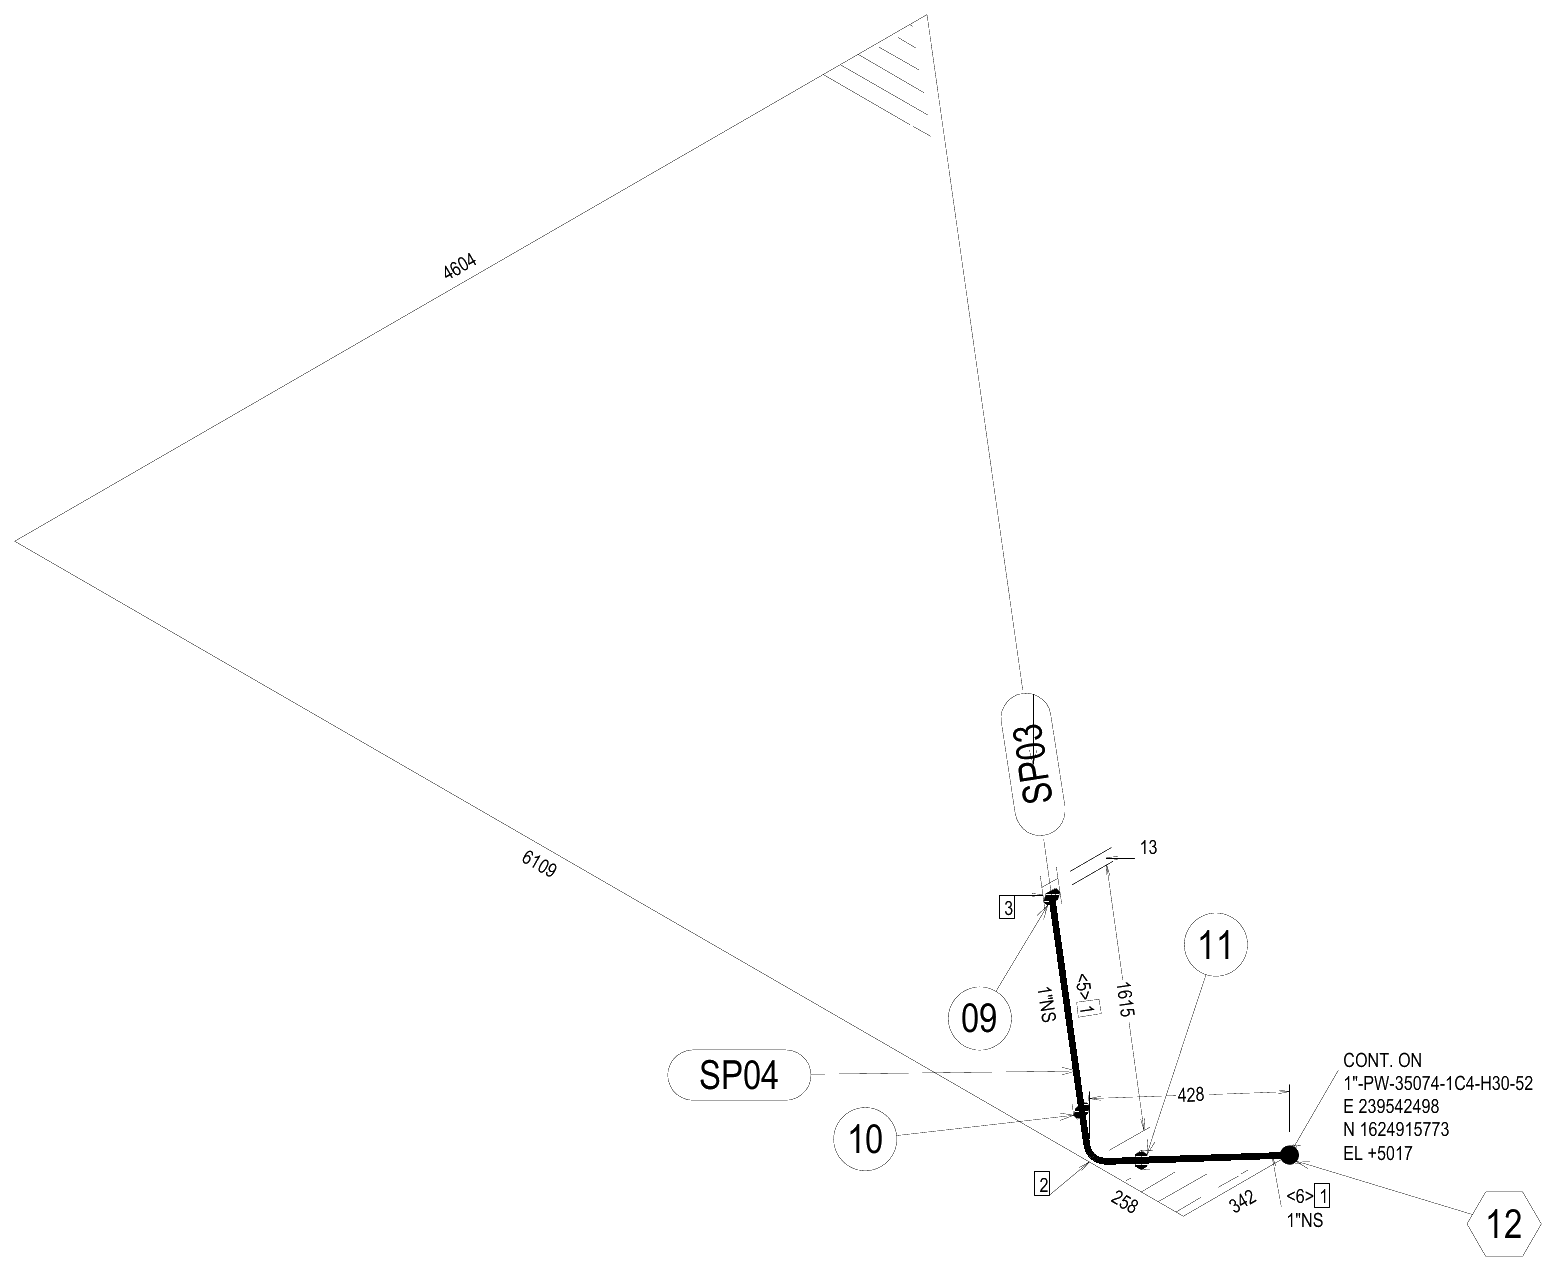 4604
6109
SP03
13
3
11
09
1"NS
<5> 1
1615
SP04
428
10
CONT. ON
1"-PW-35074-1C4-H30-52
E 239542498
N 1624915773
EL +5017
2
258
342
<6> 1
1"NS
12